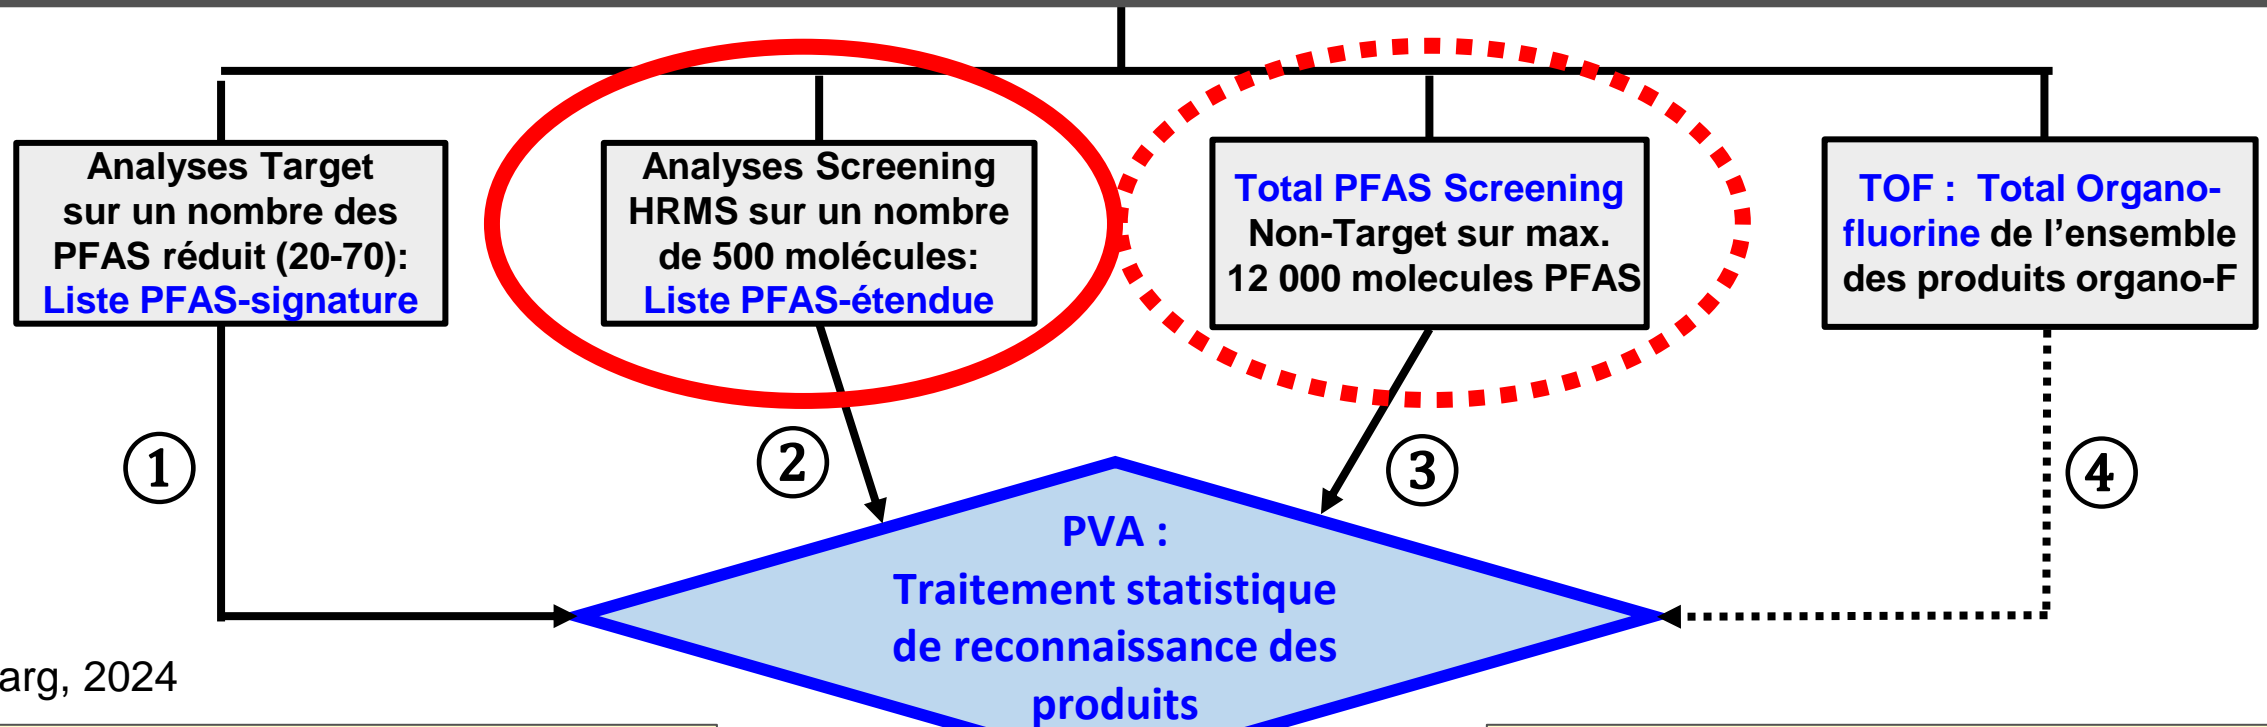 Analyses Target
sur un nombre des
PFAS réduit (20-70):
Liste PFAS-signature
Analyses Screening
HRMS sur un nombre
de 500 molécules:
Liste PFAS-étendue
Total PFAS Screening
Non-Target sur max.
12 000 molecules PFAS
TOF : Total Organo-
fluorine de l’ensemble
des produits organo-F
①
②
③
④
PVA :
Traitement statistique
de reconnaissance des
produits
arg, 2024